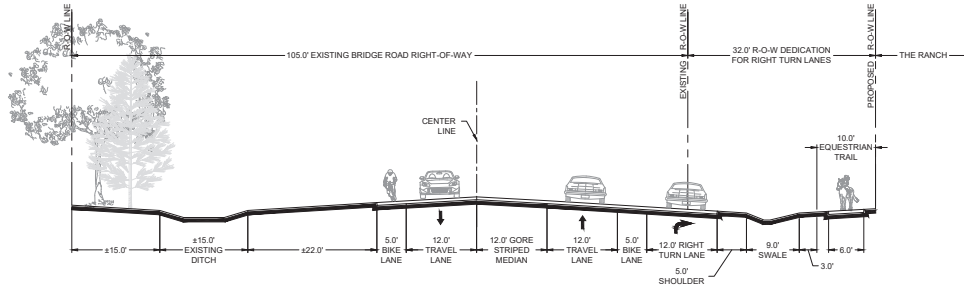 R-O-W LINE
105.0' EXISTING BRIDGE ROAD RIGHT-OF-WAY
EXISTING R-O-W LINE
32.0' R-O-W DEDICATION
FOR RIGHT TURN LANES
PROPOSED R-O-W LINE
THE RANCH
CENTER
LINE
10.0'
EQUESTRIAN
TRAIL
±15.0'
±15.0'
EXISTING
DITCH
±22.0'
5.0'
BIKE
LANE
12.0'
TRAVEL
LANE
12.0' GORE
STRIPED
MEDIAN
12.0'
TRAVEL
LANE
5.0'
BIKE
LANE
12.0' RIGHT
TURN LANE
5.0'
SHOULDER
9.0'
SWALE
3.0'
6.0'